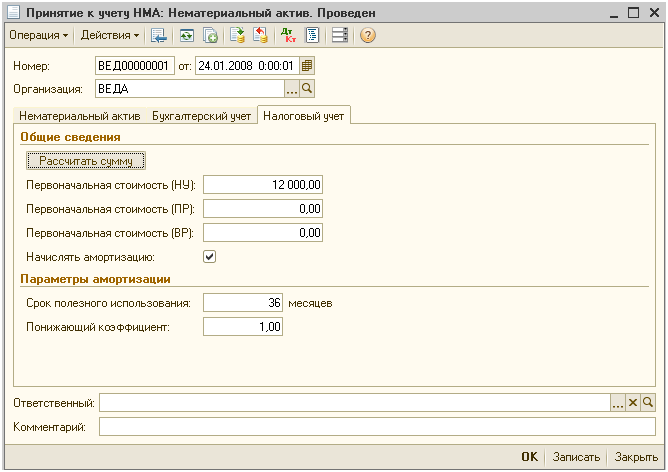 Принятие к учету НМА: Нематериальный актив. Проведен
Операция Действия Дт Кт ?
Номер: ВЕД00000001 от: 24.01.2008 0:00:01
Организация: ВЕДА ...
Нематериальный актив Бухгалтерский учет Налоговый учет
Общие сведения
Рассчитать сумму
Первоначальная стоимость (НУ): 12 000,00
Первоначальная стоимость (ПР): 0,00
Первоначальная стоимость (ВР): 0,00
Начислять амортизацию:
Параметры амортизации
Срок полезного использования: 36 месяцев
Понижающий коэффициент: 1,00
Ответственный: ...
Комментарий:
OK Записать Закрыть